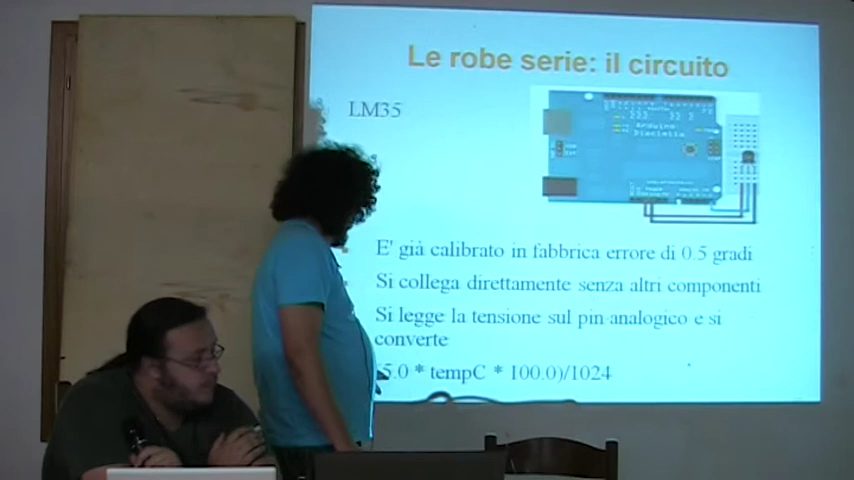 Le robe serie: il circuito
LM35
Arduino
E' già calibrato in fabbrica errore di 0.5 gradi
Si collega direttamente senza altri componenti
Si legge la tensione sul pin analogico e si
converte
5.0 * tempC * 100.0)/1024